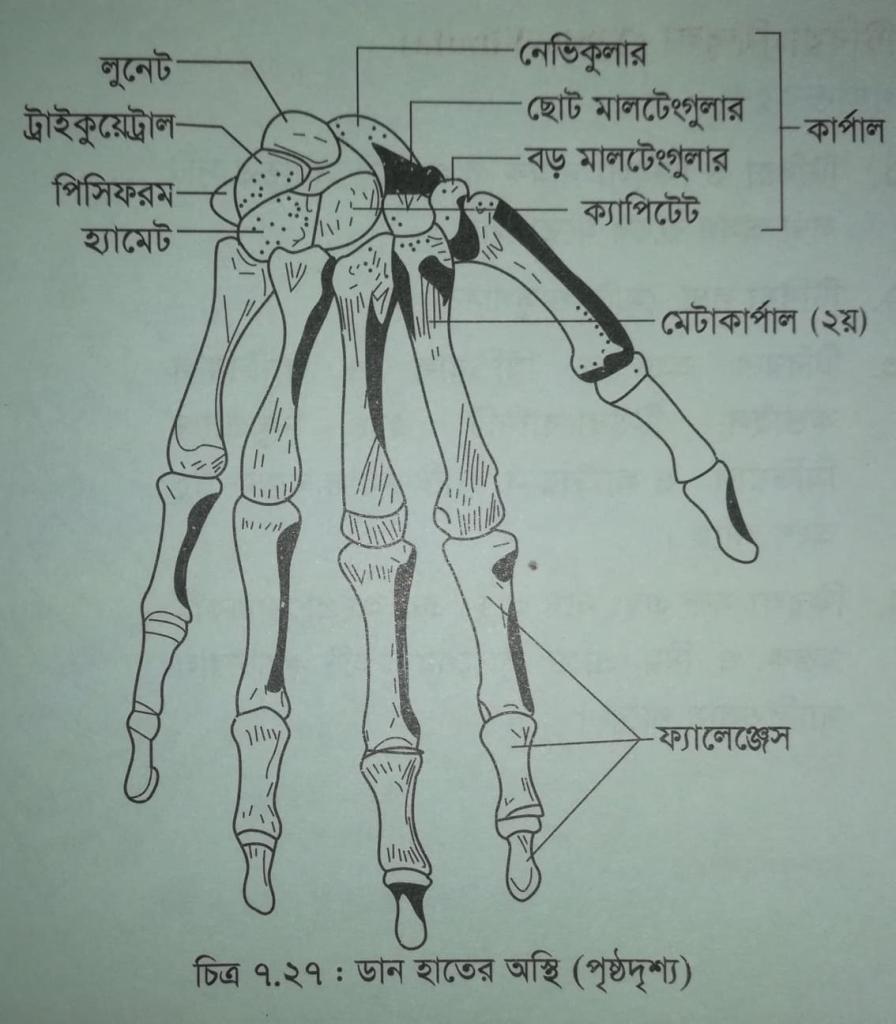 লুনেট
ট্রাইকুয়েট্রাল
পিসিফরম
হ্যামেট
নেভিকুলার
ছোট মালটেংগুলার
বড় মালটেংগুলার
ক্যাপিটেট
কার্পাল
মেটাকার্পাল (২য়)
ফ্যালেঞ্জেস
চিত্র ৭.২৭ : ডান হাতের অস্থি (পৃষ্ঠদৃশ্য)